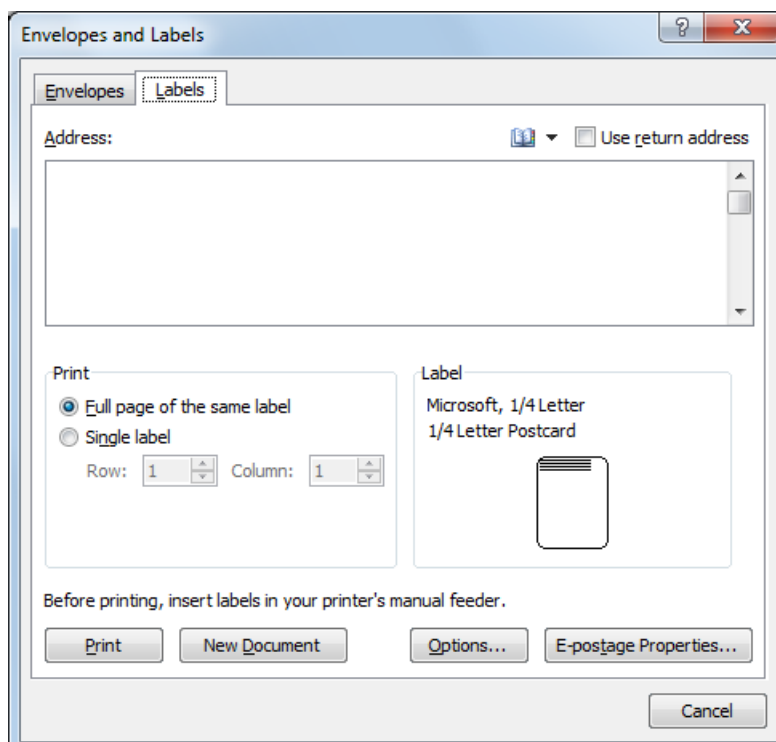 Envelopes and Labels
Envelopes Labels
Address: Use return address
Print
Full page of the same label
Single label
Row: 1 Column: 1
Label
Microsoft, 1/4 Letter
1/4 Letter Postcard
Before printing, insert labels in your printer's manual feeder.
Print New Document Options... E-postage Properties...
Cancel